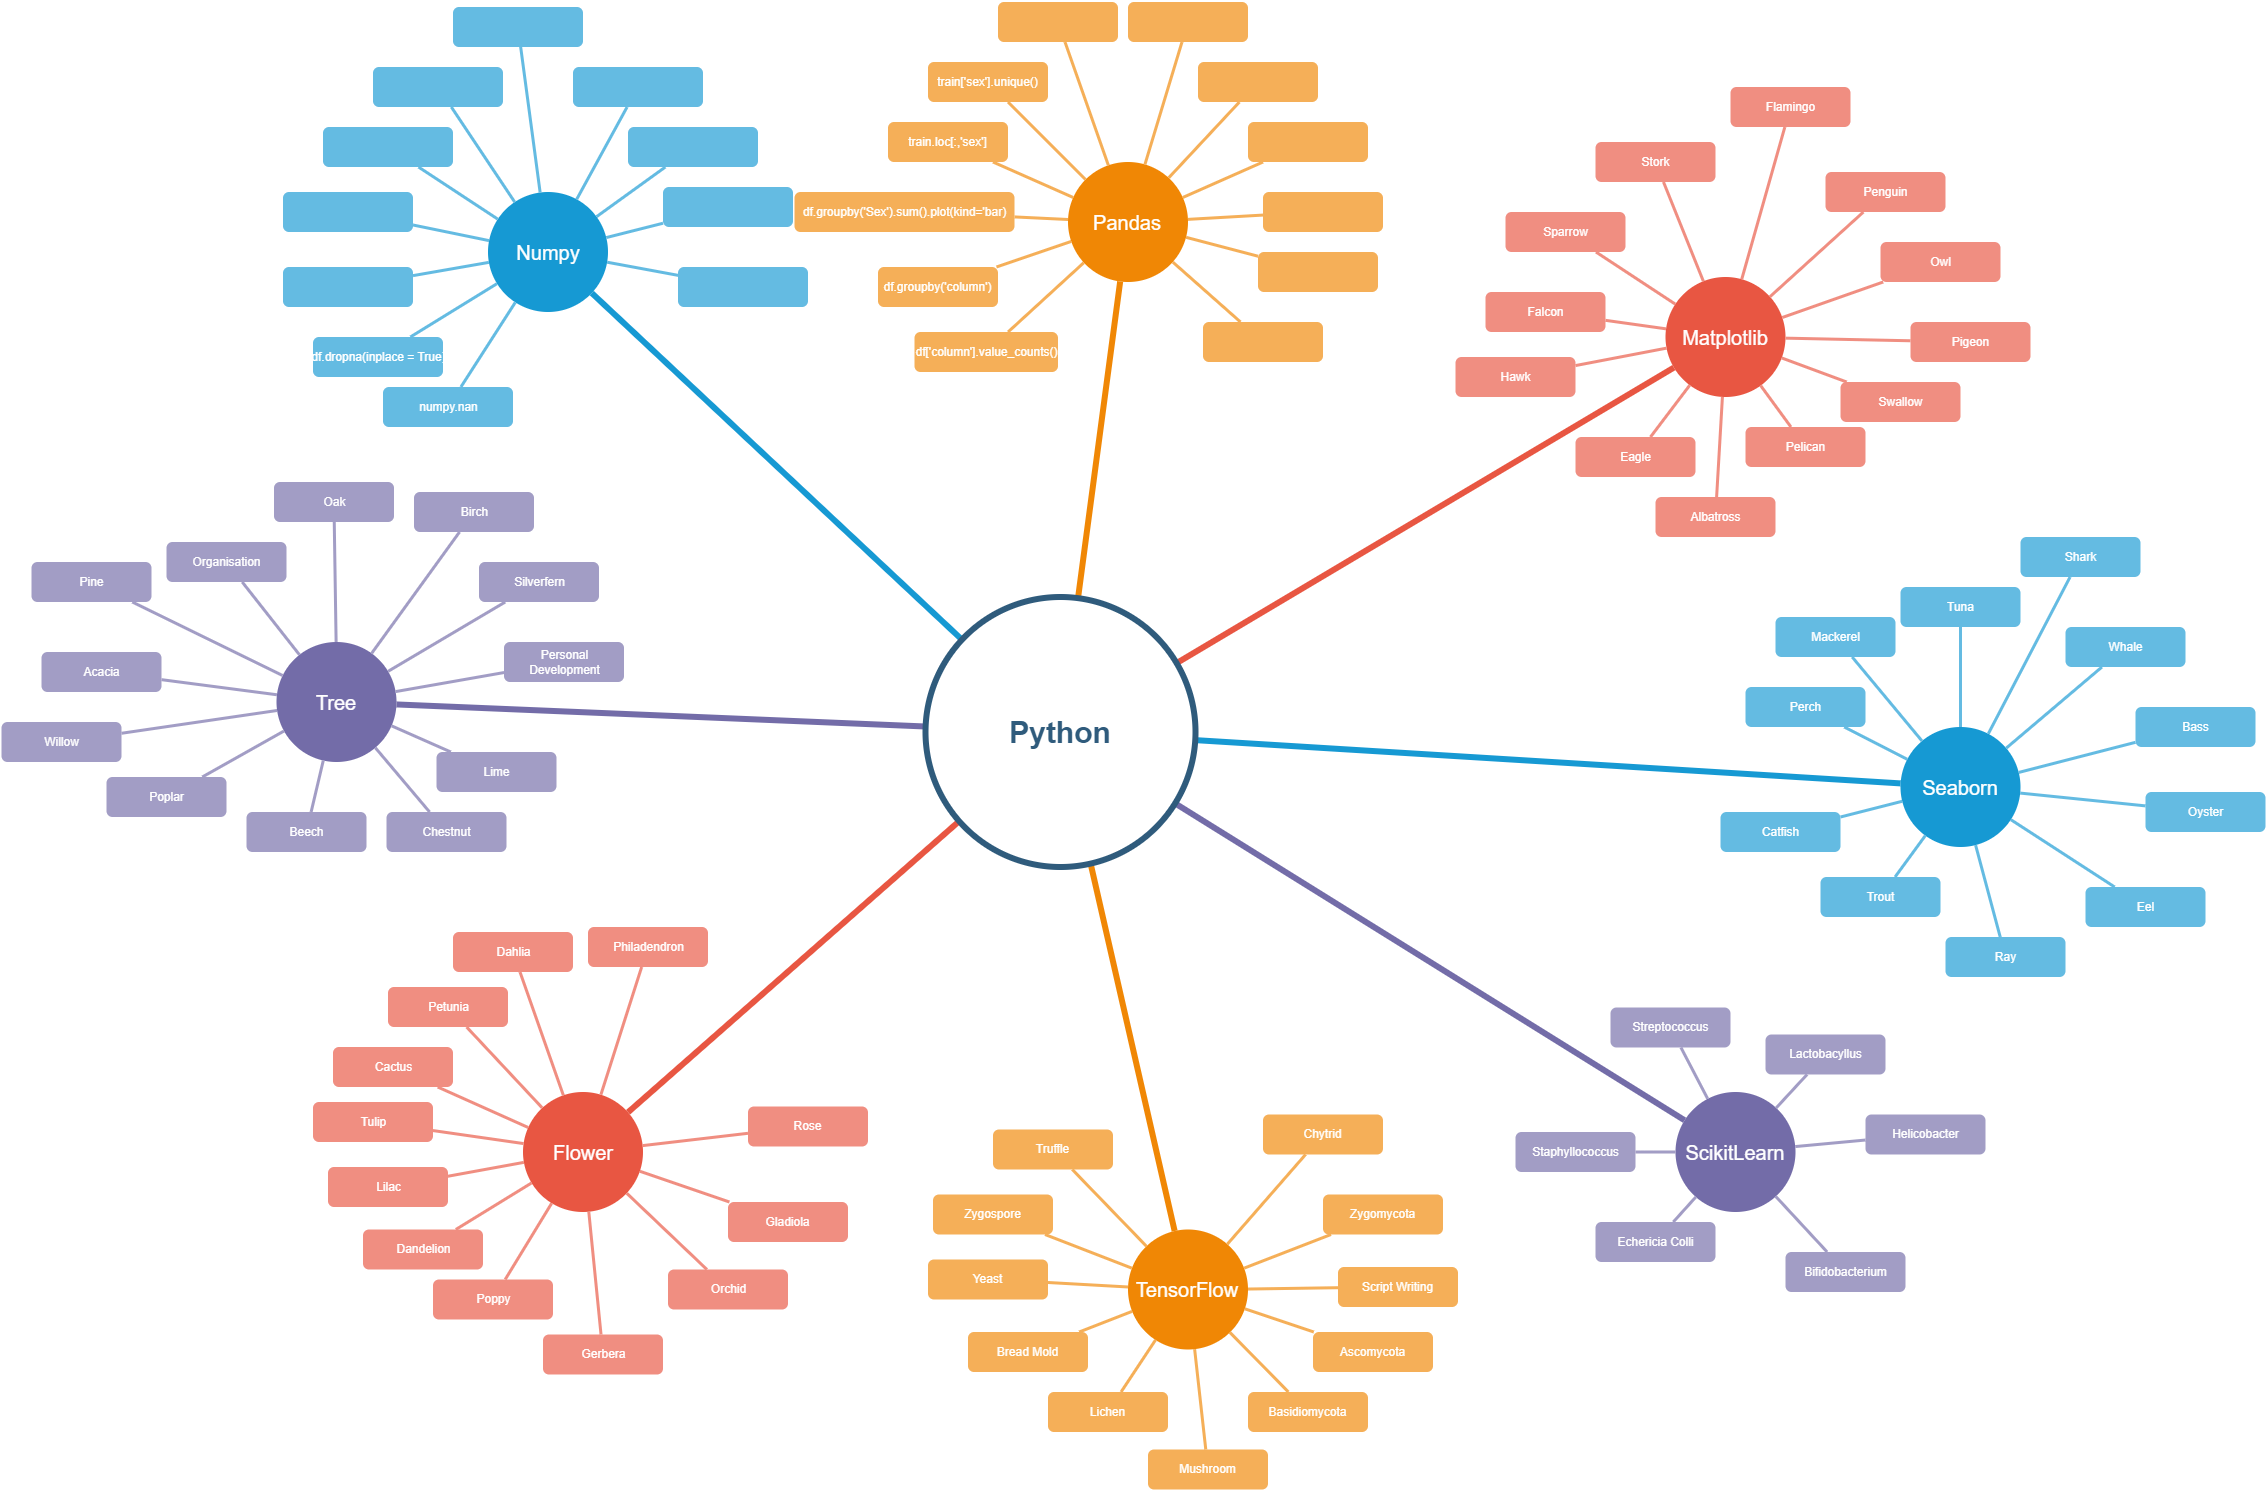 Python
Numpy
df.dropna(inplace = True
numpy.nan
Pandas
train['sex'].unique()
train.loc[:,'sex']
df.groupby('Sex').sum().plot(kind='bar)
df.groupby('column')
df['column'].value_counts()
Matplotlib
Flamingo
Stork
Penguin
Sparrow
Owl
Falcon
Pigeon
Hawk
Swallow
Eagle
Pelican
Albatross
Tree
Oak
Birch
Organisation
Pine
Silverfern
Personal
Development
Acacia
Willow
Lime
Poplar
Beech
Chestnut
Seaborn
Shark
Tuna
Mackerel
Whale
Perch
Bass
Oyster
Catfish
Trout
Eel
Ray
Flower
Dahlia
Philadendron
Petunia
Cactus
Tulip
Rose
Lilac
Gladiola
Dandelion
Orchid
Poppy
Gerbera
TensorFlow
Truffle
Chytrid
Zygospore
Zygomycota
Yeast
Script Writing
Bread Mold
Ascomycota
Lichen
Basidiomycota
Mushroom
ScikitLearn
Streptococcus
Lactobacyllus
Helicobacter
Staphyllococcus
Echericia Colli
Bifidobacterium